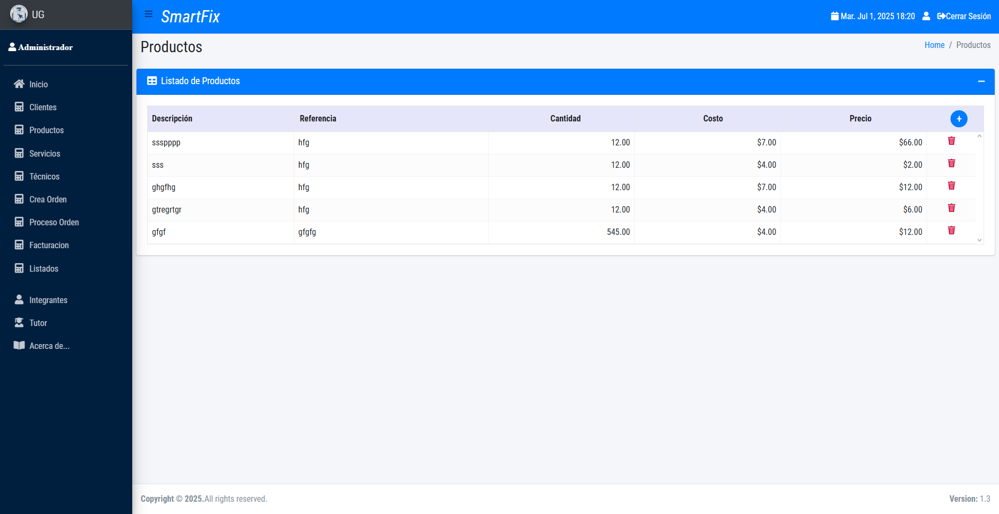 UG
SmartFix
Mar. Jul 1, 2025 18:20 Cerrar Sesión
Administrador
Productos
Home / Productos
Inicio
Clientes
Productos
Servicios
Técnicos
Crea Orden
Proceso Orden
Facturacion
Listados
Integrantes
Tutor
Acerca de...
Listado de Productos
Descripción Referencia Cantidad Costo Precio +
ssspppp hfg 12.00 $7.00 $66.00
sss hfg 12.00 $4.00 $2.00
ghgfhg hfg 12.00 $7.00 $12.00
gtregrtgr hfg 12.00 $4.00 $6.00
gfgf gfgfg 545.00 $4.00 $12.00
Copyright © 2025.All rights reserved.
Version: 1.3